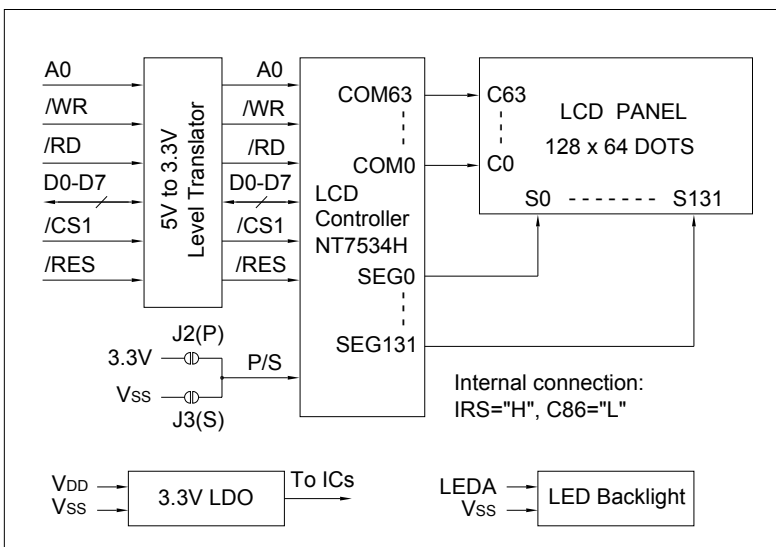 A0
/WR
/RD
D0-D7
/CS1
/RES
5V to 3.3V
Level Translator
A0
/WR
/RD
D0-D7
/CS1
/RES
COM63
COM0
LCD
Controller
NT7534H
SEG0
SEG131
C63
C0
LCD PANEL
128 x 64 DOTS
S0 S131
J2(P)
3.3V
P/S
VSS
J3(S)
Internal connection:
IRS="H", C86="L"
VDD
VSS
3.3V LDO
To ICs
LEDA
VSS
LED Backlight